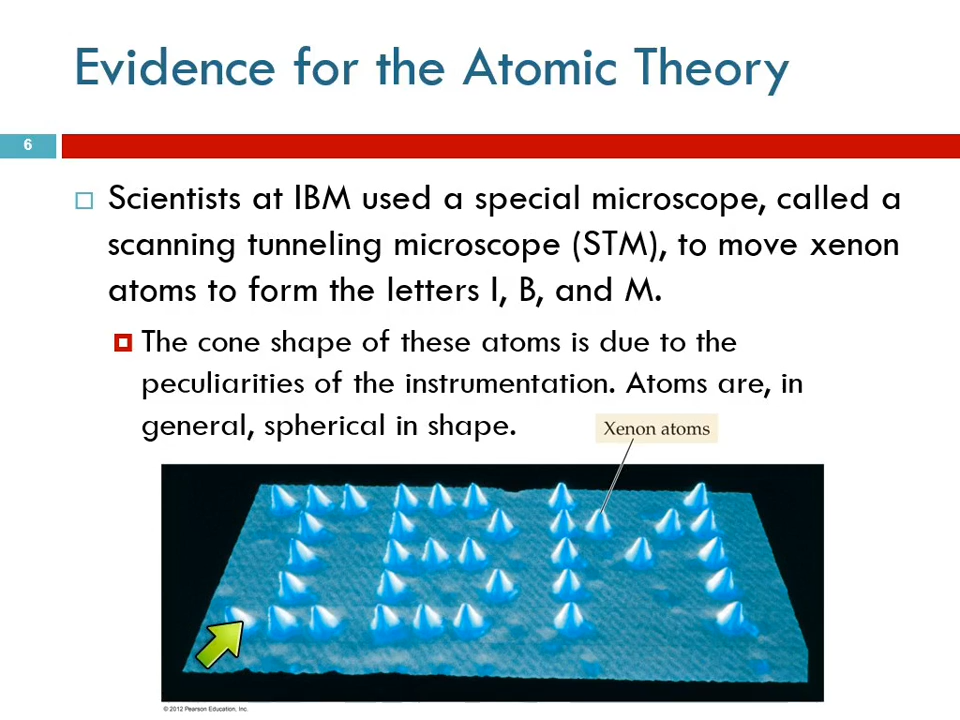 Evidence for the Atomic Theory
6
Scientists at IBM used a special microscope, called a
scanning tunneling microscope (STM), to move xenon
atoms to form the letters I, B, and M.
The cone shape of these atoms is due to the
peculiarities of the instrumentation. Atoms are, in
general, spherical in shape.
Xenon atoms
IBM
© 2012 Pearson Education, Inc.